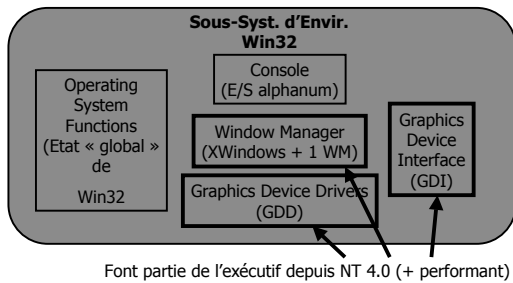 Sous-Syst. d'Envir.
Win32
Operating
System
Functions
(Etat « global »
de
Win32
Console
(E/S alphanum)
Window Manager
(XWindows + 1 WM)
Graphics Device Drivers
(GDD)
Graphics
Device
Interface
(GDI)
Font partie de l'exécutif depuis NT 4.0 (+ performant)